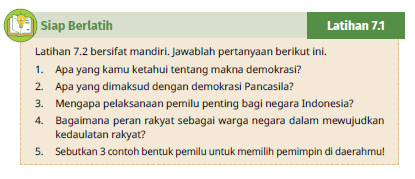 Siap Berlatih
Latihan 7.1
Latihan 7.2 bersifat mandiri. Jawablah pertanyaan berikut ini.
1. Apa yang kamu ketahui tentang makna demokrasi?
2. Apa yang dimaksud dengan demokrasi Pancasila?
3. Mengapa pelaksanaan pemilu penting bagi negara Indonesia?
4. Bagaimana peran rakyat sebagai warga negara dalam mewujudkan
kedaulatan rakyat?
5. Sebutkan 3 contoh bentuk pemilu untuk memilih pemimpin di daerahmu!